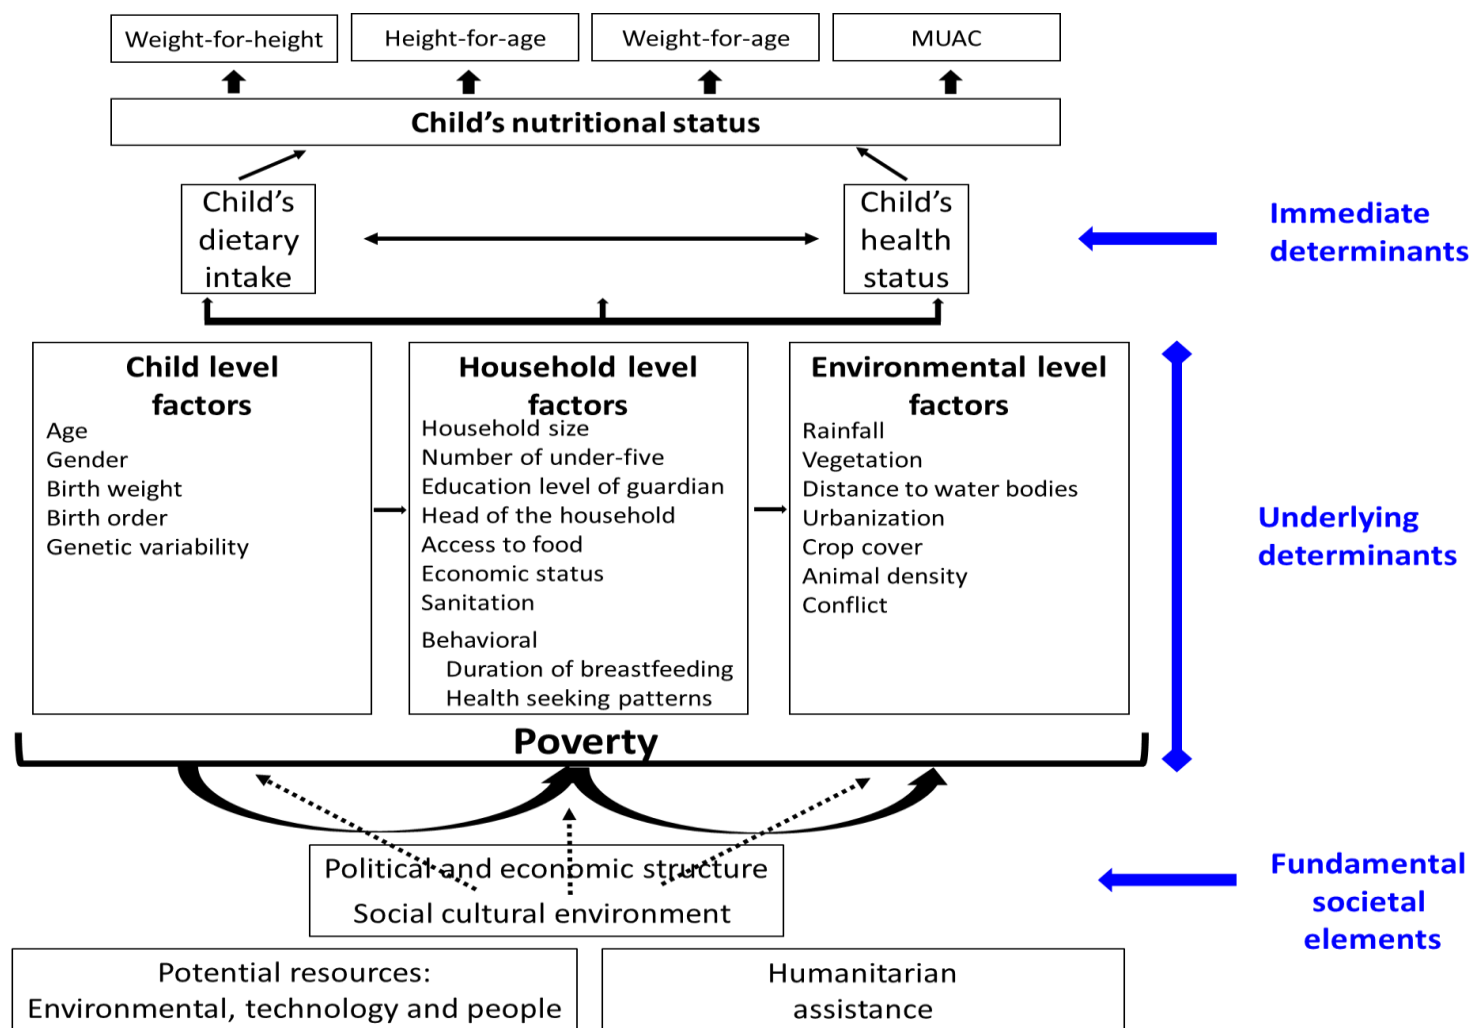 Weight-for-height
Height-for-age
Weight-for-age
MUAC
Child's nutritional status
Child's
dietary
intake
Child's
health
status
Immediate
determinants
Child level
factors
Age
Gender
Birth weight
Birth order
Genetic variability
Household level
factors
Household size
Number of under-five
Education level of guardian
Head of the household
Access to food
Economic status
Sanitation
Behavioral
Duration of breastfeeding
Health seeking patterns
Environmental level
factors
Rainfall
Vegetation
Distance to water bodies
Urbanization
Crop cover
Animal density
Conflict
Underlying
determinants
Poverty
Political and economic structure
Social cultural environment
Fundamental
societal
elements
Potential resources:
Environmental, technology and people
Humanitarian
assistance